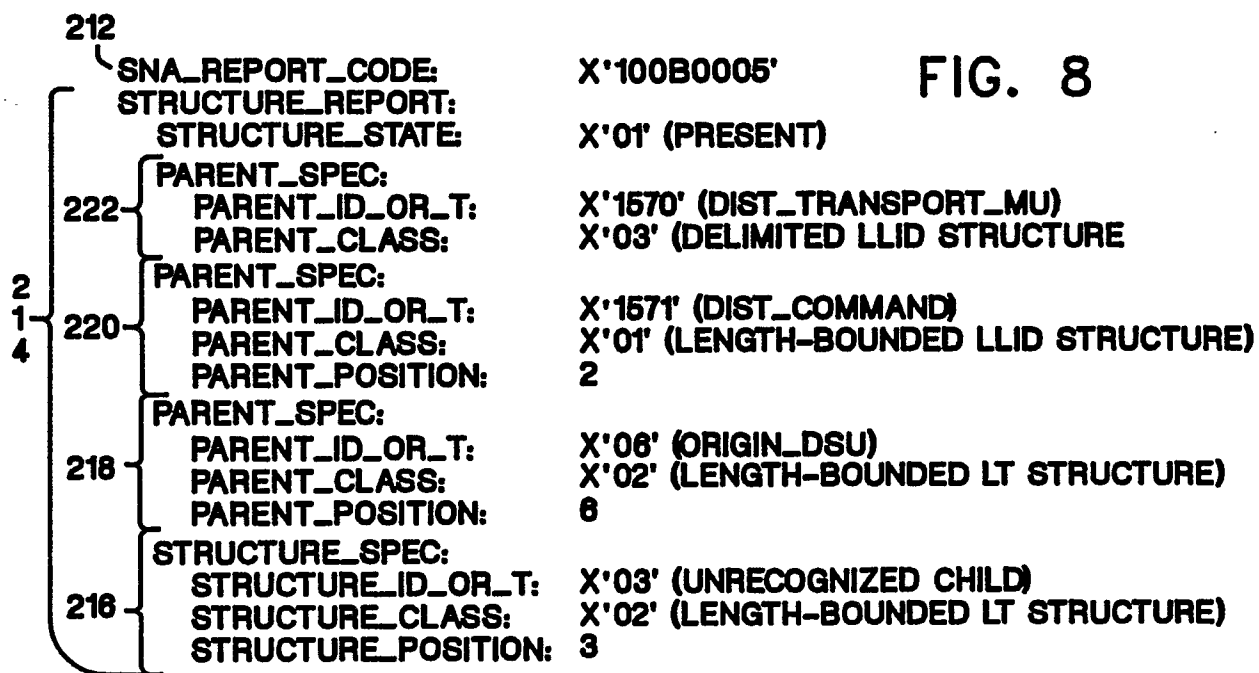 212
SNA_REPORT_CODE: X'100B0005' FIG. 8
STRUCTURE_REPORT:
STRUCTURE_STATE: X'01' (PRESENT)
PARENT_SPEC:
222 PARENT_ID_OR_T: X'1570' (DIST_TRANSPORT_MU)
PARENT_CLASS: X'03' (DELIMITED LLID STRUCTURE
PARENT_SPEC:
214
220 PARENT_ID_OR_T: X'1571' (DIST_COMMAND)
PARENT_CLASS: X'01' (LENGTH-BOUNDED LLID STRUCTURE)
PARENT_POSITION: 2
PARENT_SPEC:
218 PARENT_ID_OR_T: X'06' (ORIGIN_DSU)
PARENT_CLASS: X'02' (LENGTH-BOUNDED LT STRUCTURE)
PARENT_POSITION: 6
STRUCTURE_SPEC:
216 STRUCTURE_ID_OR_T: X'03' (UNRECOGNIZED CHILD)
STRUCTURE_CLASS: X'02' (LENGTH-BOUNDED LT STRUCTURE)
STRUCTURE_POSITION: 3